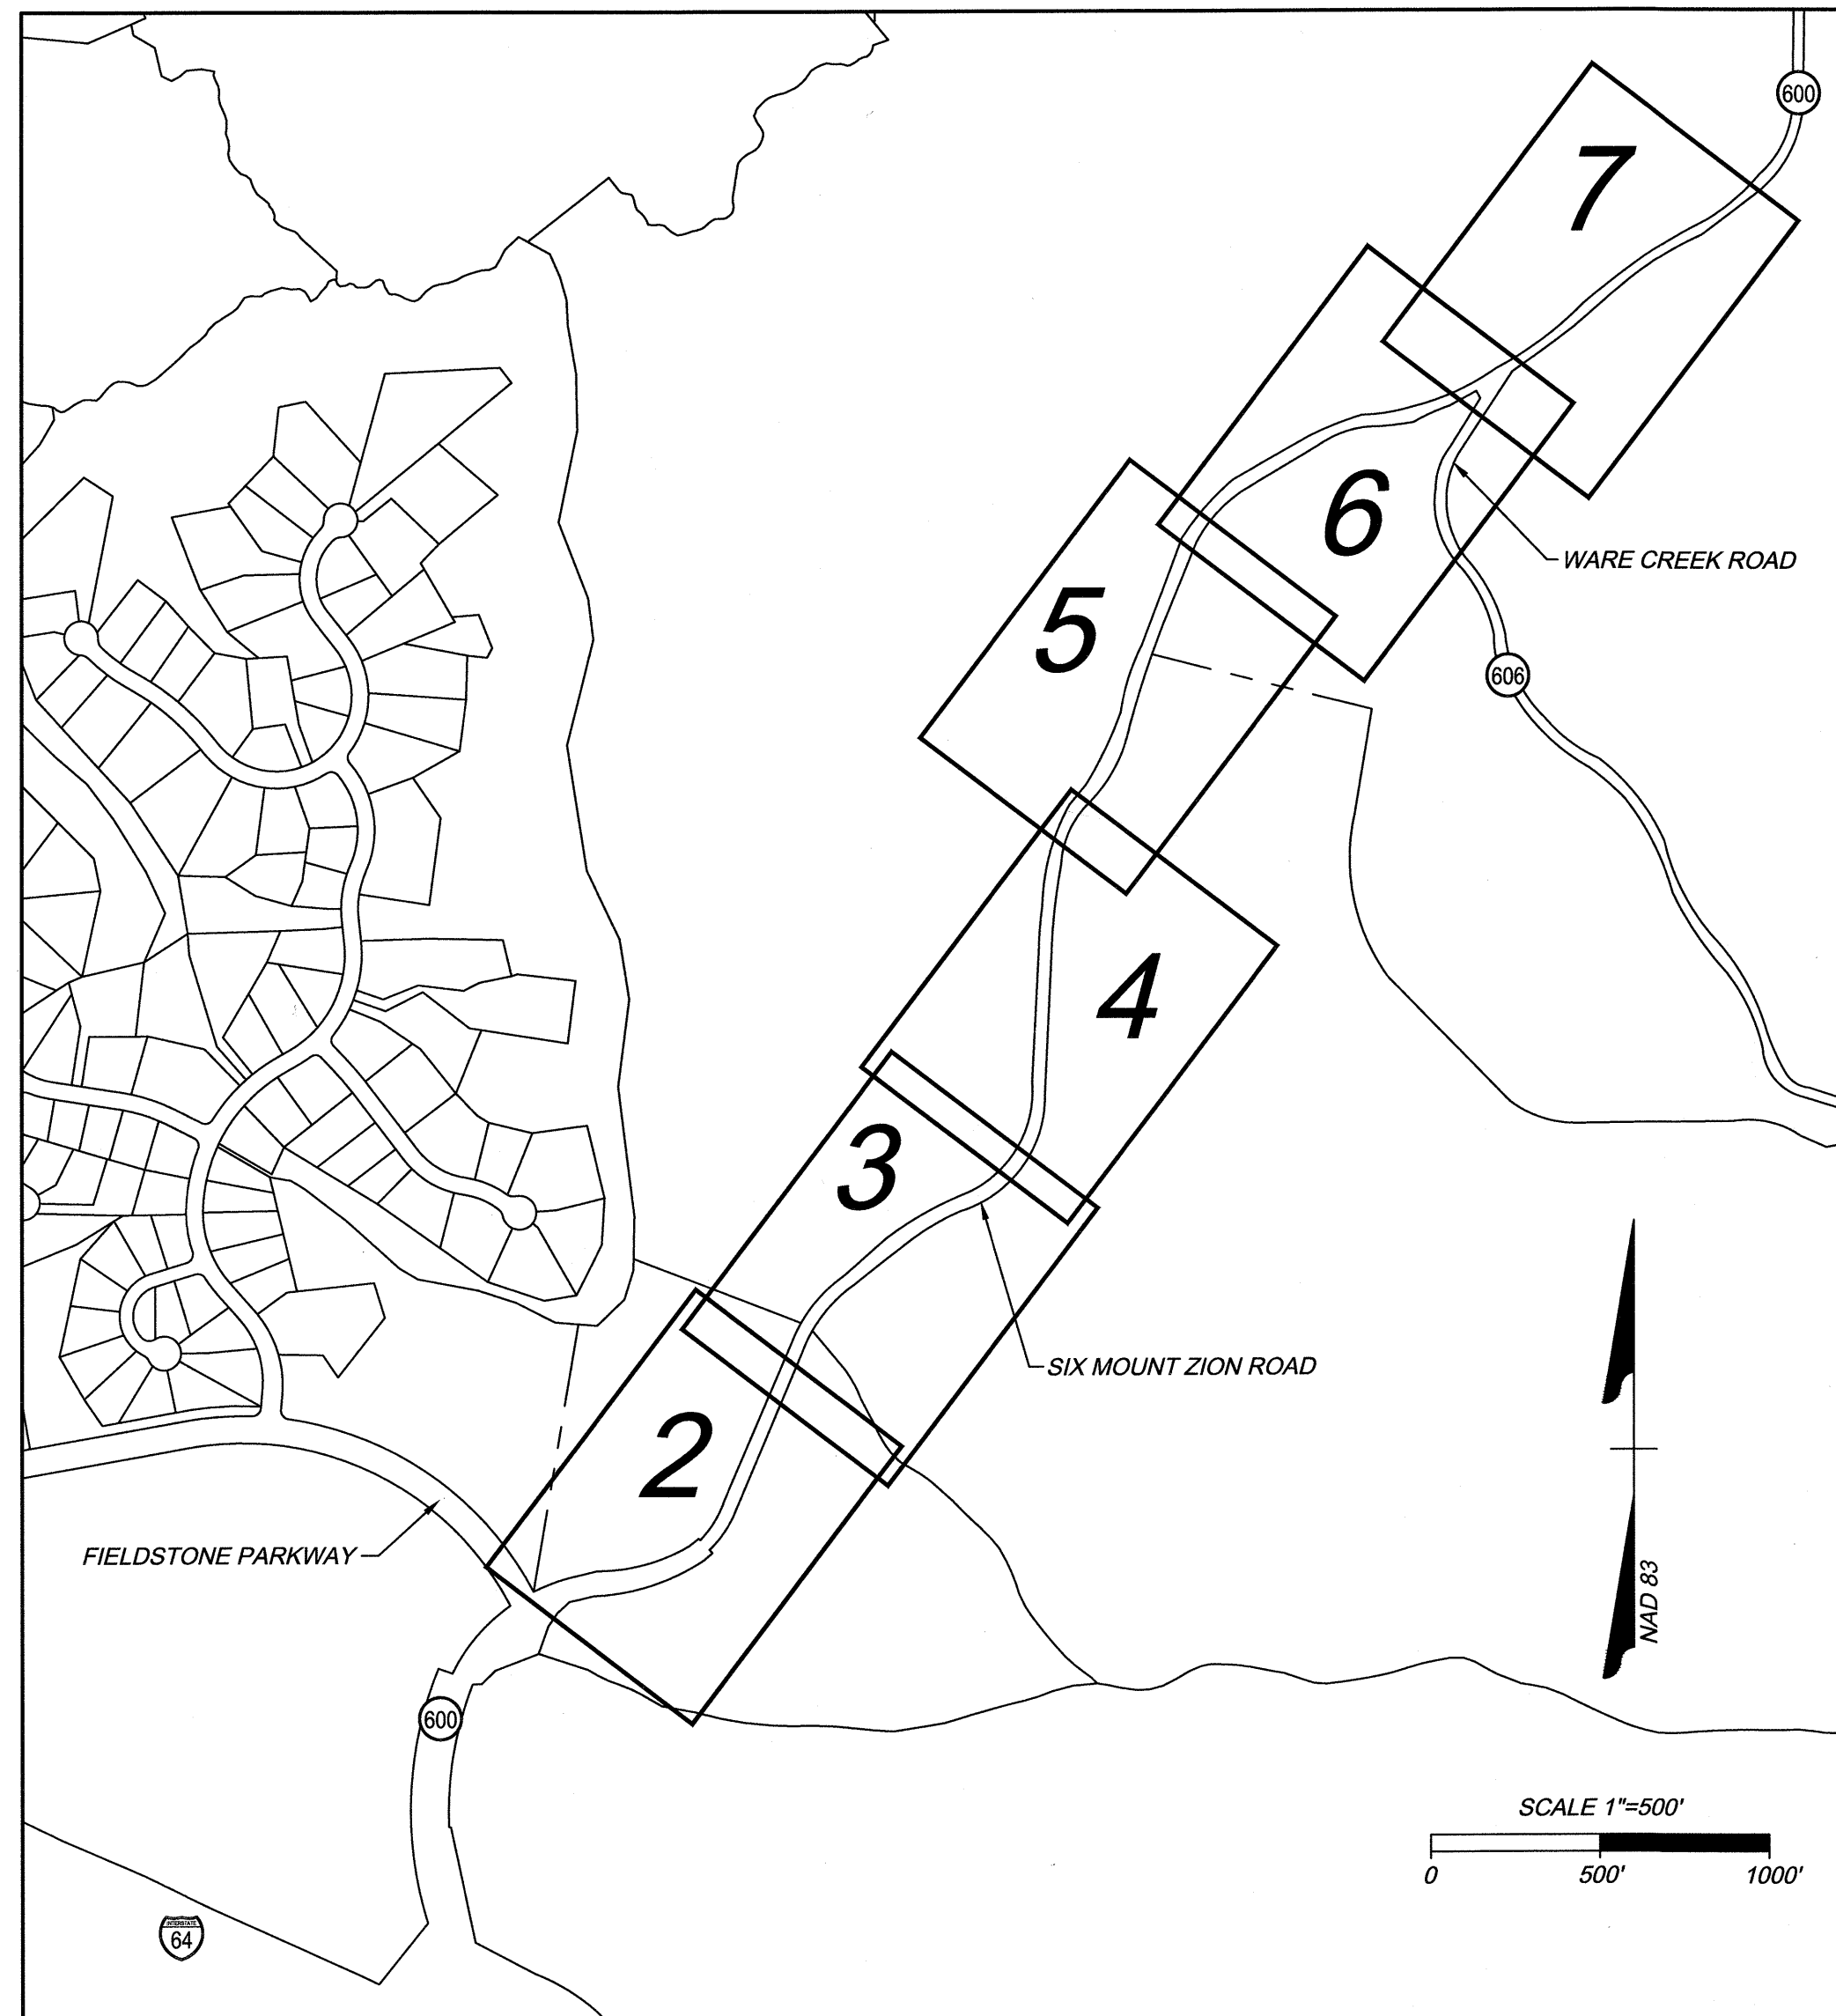 600
7
6
WARE CREEK ROAD
5
606
4
3
SIX MOUNT ZION ROAD
2
FIELDSTONE PARKWAY
NAD 83
600
SCALE 1"=500'
0 500' 1000'
INTERSTATE
64